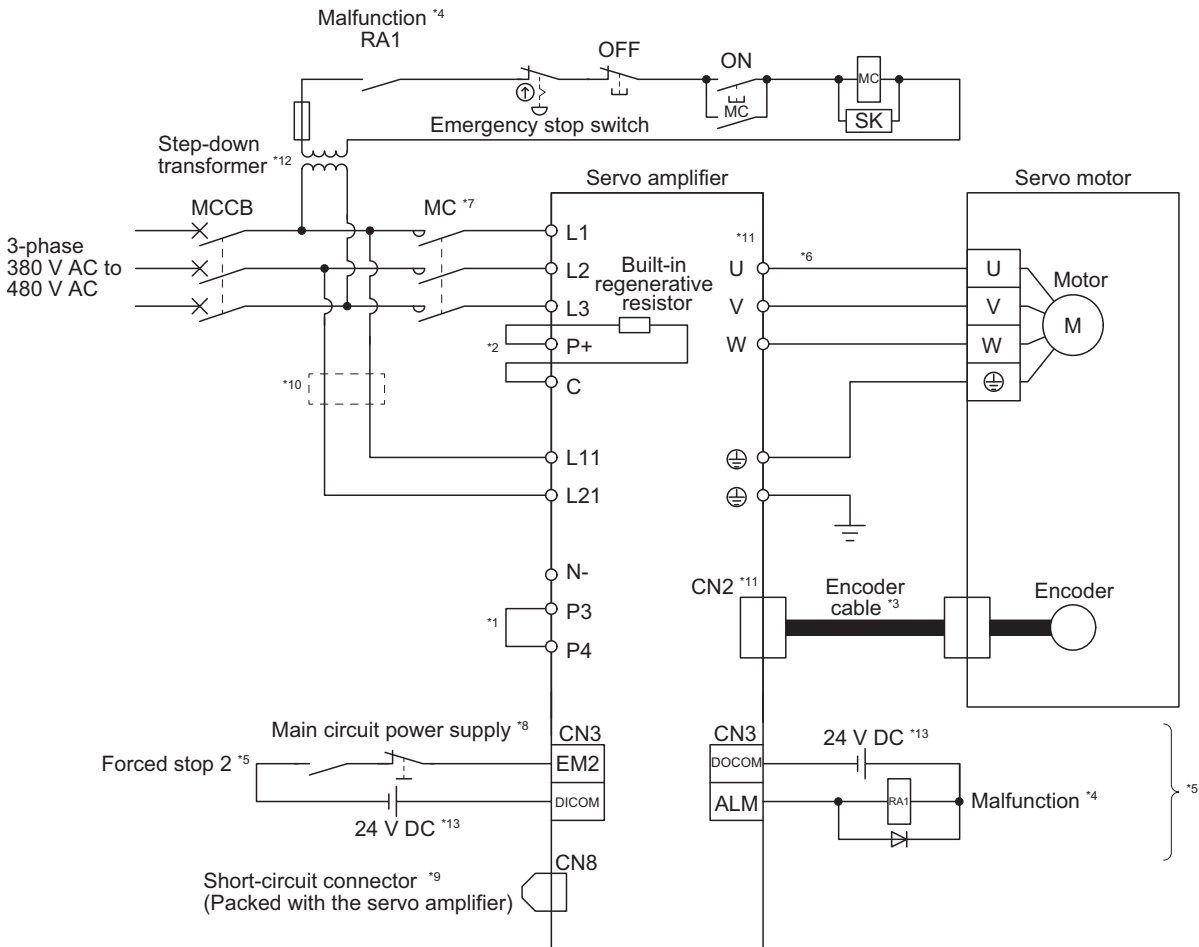 Malfunction *4
RA1
OFF
ON
MC
MC
SK
Emergency stop switch
Step-down
transformer *12
Servo amplifier
Servo motor
MCCB
MC *7
3-phase
380 V AC to
480 V AC
L1
L2
L3
*2
P+
C
Built-in
regenerative
resistor
*11
U
V
W
*6
U
V
W
Motor
M
*10
L11
L21
N-
*1
P3
P4
CN2 *11
Encoder
cable *3
Encoder
Main circuit power supply *8
Forced stop 2 *5
24 V DC *13
CN3
EM2
DICOM
CN3
DOCOM
ALM
24 V DC *13
RA1
Malfunction *4
*5
CN8
Short-circuit connector *9
(Packed with the servo amplifier)